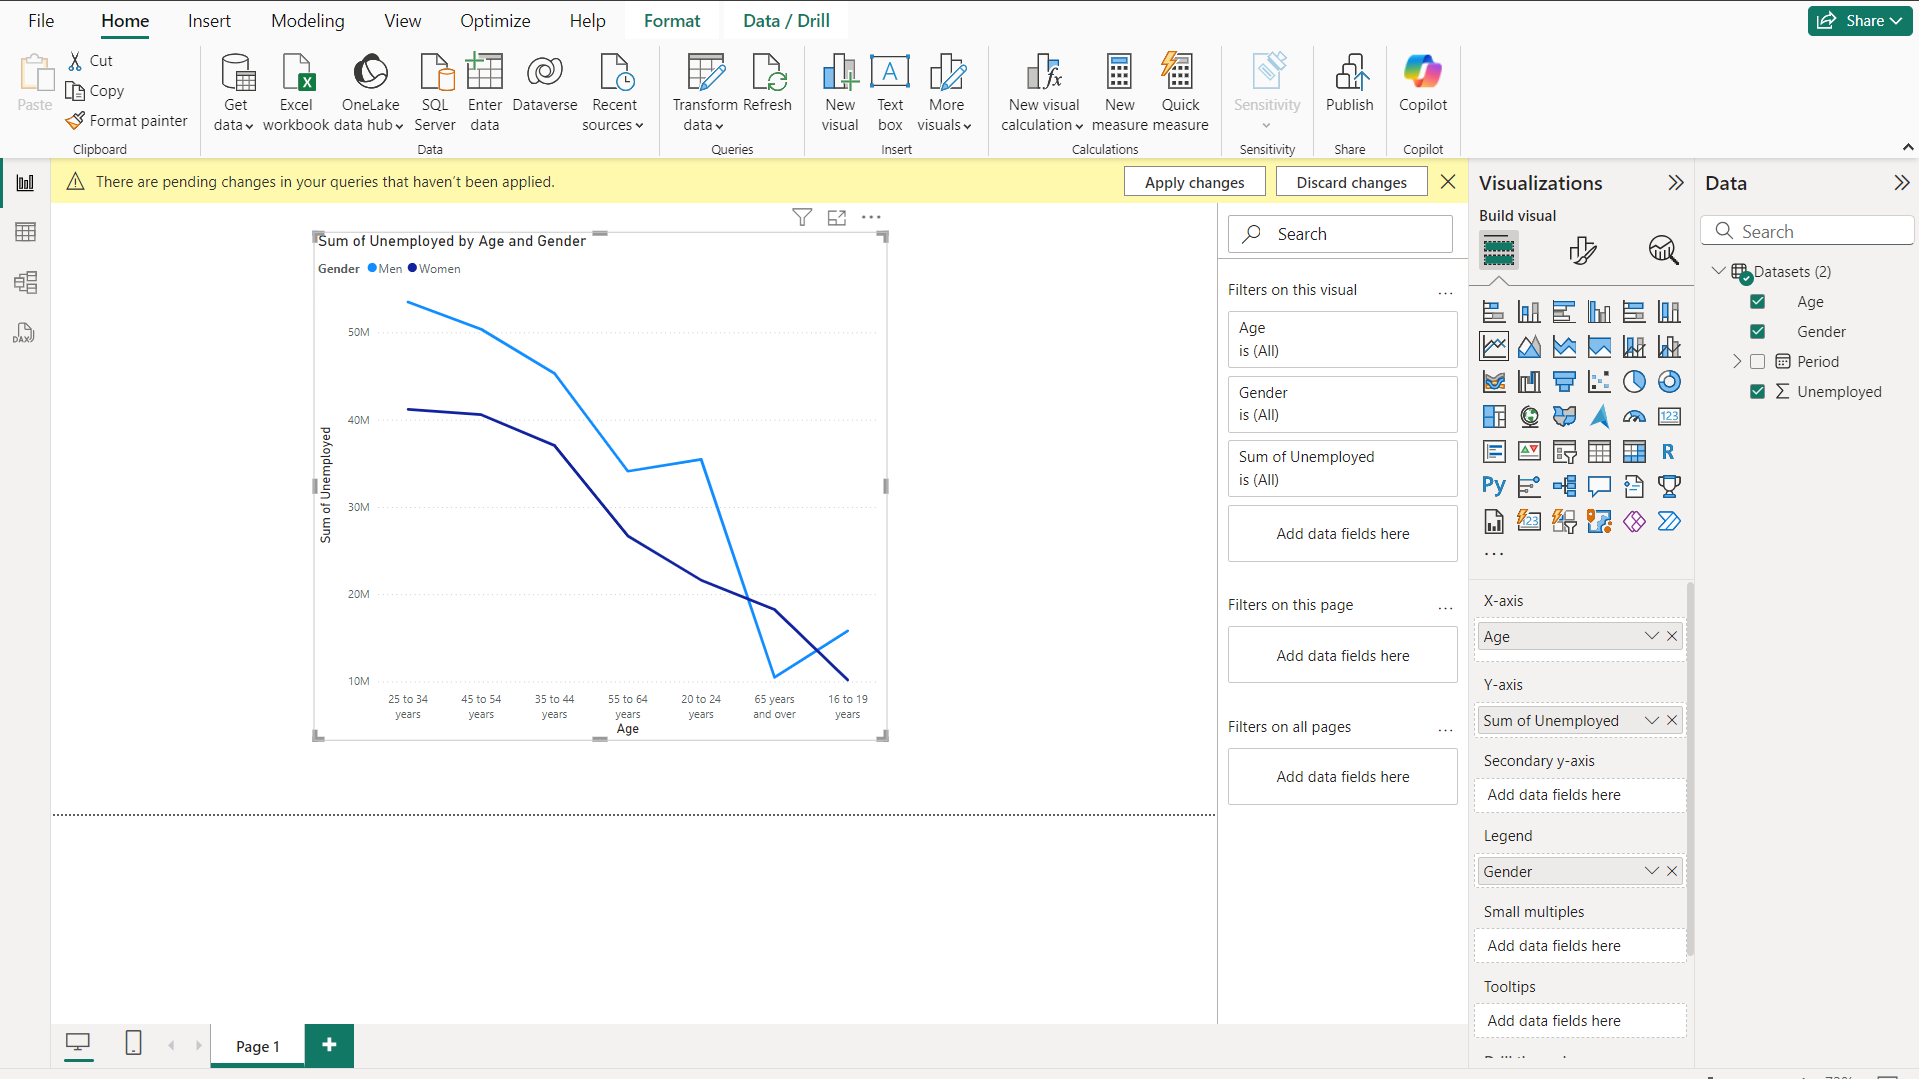 File
Home
Insert
Modeling
View
Optimize
Help
Format
Data / Drill
Share
Paste
Cut
Copy
Format painter
Clipboard
Get
data
Excel
workbook
OneLake
data hub
SQL
Server
Enter
data
Dataverse
Recent
sources
Data
Transform
data
Refresh
Queries
New
visual
Text
box
More
visuals
Insert
New visual
calculation
New
measure
Quick
measure
Calculations
Sensitivity
Sensitivity
Publish
Share
Copilot
Copilot
There are pending changes in your queries that haven't been applied.
Apply changes
Discard changes
DAX
Sum of Unemployed by Age and Gender
Gender Men Women
Sum of Unemployed
50M
40M
30M
20M
10M
25 to 34
years
45 to 54
years
35 to 44
years
55 to 64
years
20 to 24
years
65 years
and over
16 to 19
years
Age
Search
Filters on this visual
...
Age
is (All)
Gender
is (All)
Sum of Unemployed
is (All)
Add data fields here
Filters on this page
...
Add data fields here
Filters on all pages
...
Add data fields here
Visualizations
Build visual
123
R
Py
123
...
X-axis
Age
Y-axis
Sum of Unemployed
Secondary y-axis
Add data fields here
Legend
Gender
Small multiples
Add data fields here
Tooltips
Add data fields here
Data
Search
Datasets (2)
Age
Gender
Period
Unemployed
Page 1